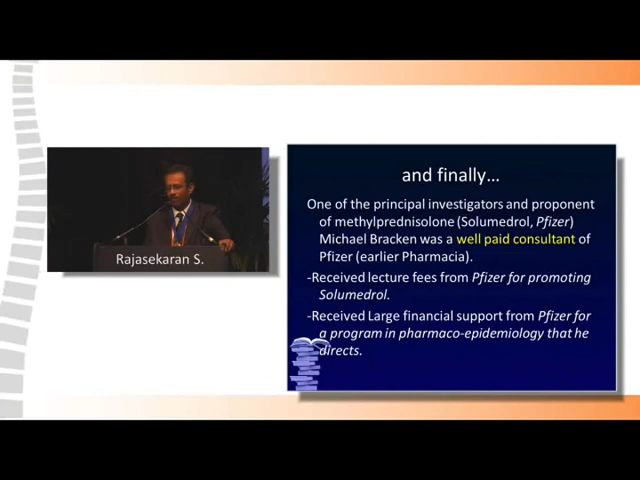 and finally...
One of the principal investigators and proponent
of methylprednisolone (Solumedrol, Pfizer)
Michael Bracken was a well paid consultant of
Pfizer (earlier Pharmacia).
-Received lecture fees from Pfizer for promoting
Solumedrol.
-Received Large financial support from Pfizer for
a program in pharmaco-epidemiology that he
directs.
Rajasekaran S.